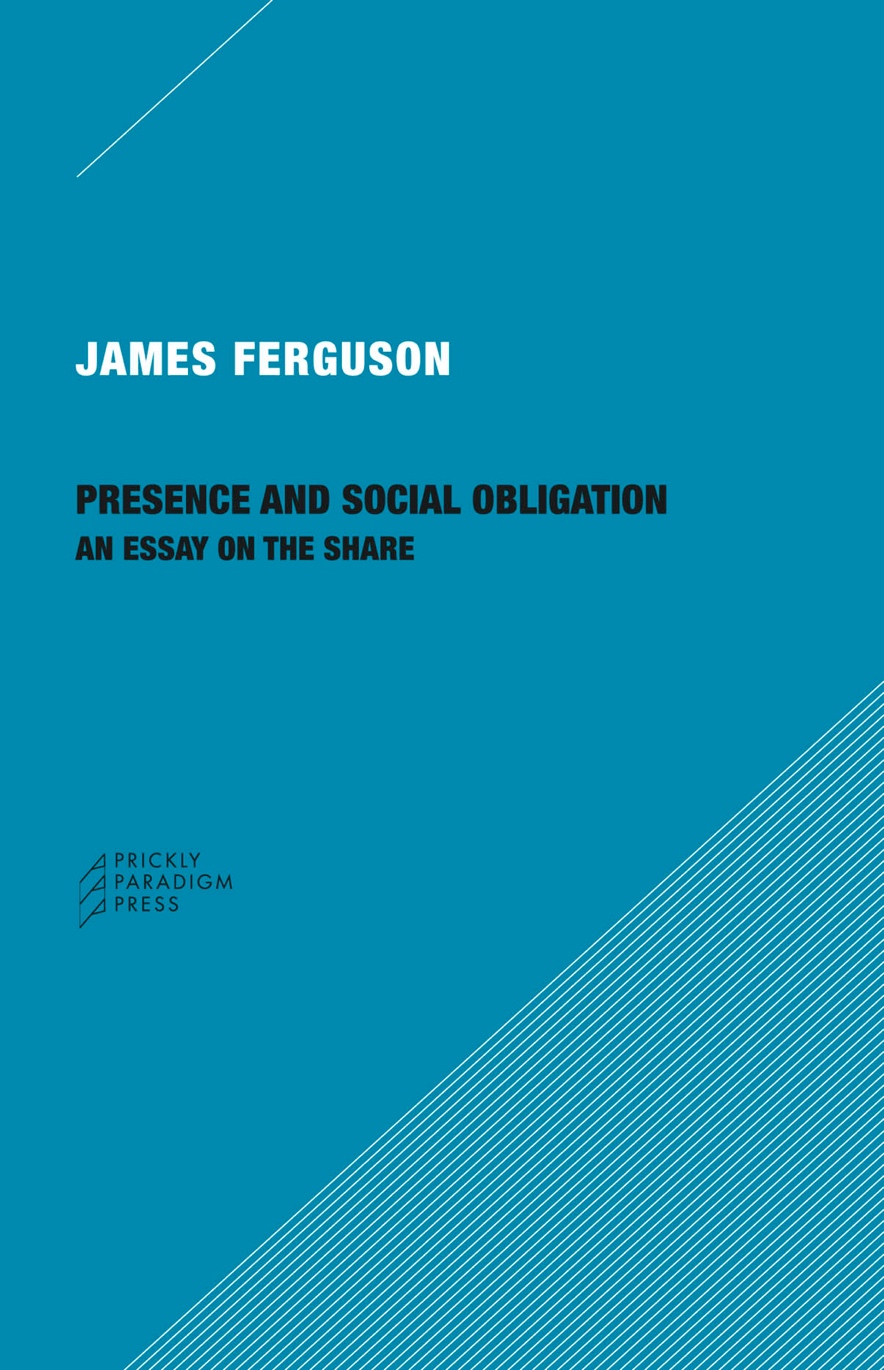 JAMES FERGUSON
PRESENCE AND SOCIAL OBLIGATION
AN ESSAY ON THE SHARE
PRICKLY
PARADIGM
PRESS